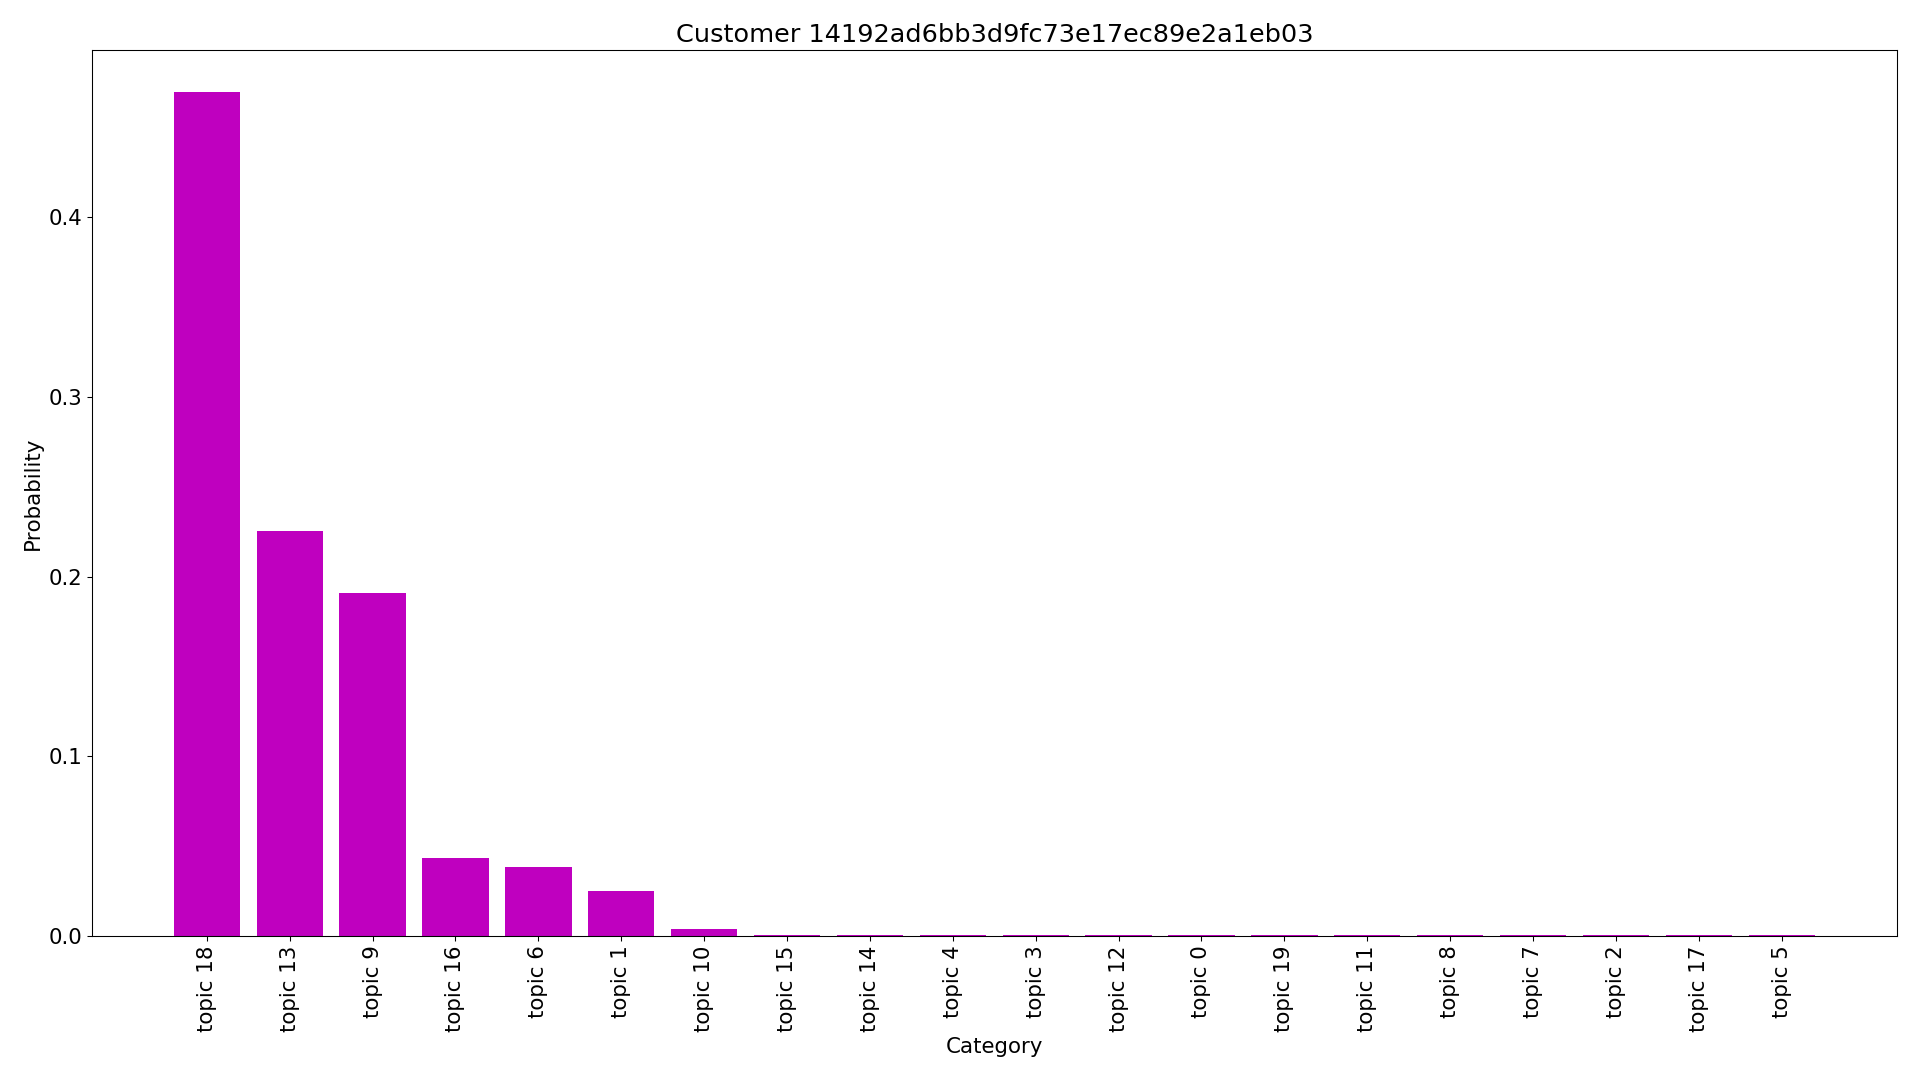 Customer 14192ad6bb3d9fc73e17ec89e2a1eb03
Probability
0.4
0.3
0.2
0.1
0.0
topic 18
topic 13
topic 9
topic 16
topic 6
topic 1
topic 10
topic 15
topic 14
topic 4
topic 3
topic 12
topic 0
topic 19
topic 11
topic 8
topic 7
topic 2
topic 17
topic 5
Category